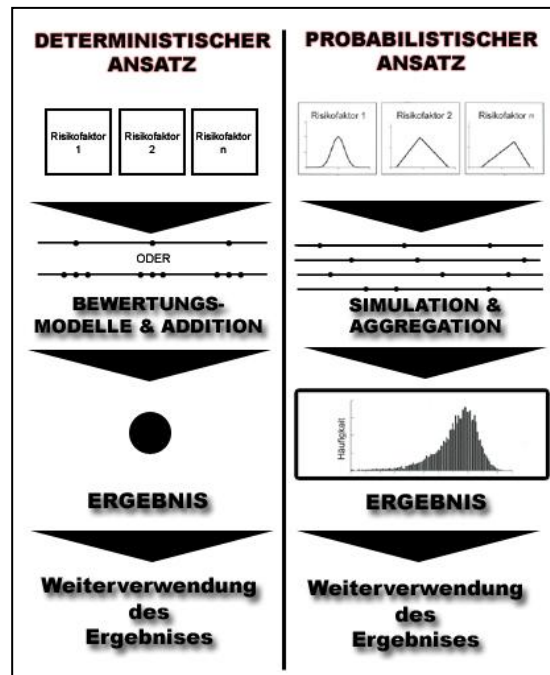 DETERMINISTISCHER
ANSATZ
Risikofaktor
1
Risikofaktor
2
Risikofaktor
n
ODER
BEWERTUNGS-
MODELLE & ADDITION
ERGEBNIS
Weiterverwendung
des
Ergebnises
PROBABILISTISCHER
ANSATZ
Risikofaktor 1
Risikofaktor 2
Risikofaktor n
SIMULATION &
AGGREGATION
Häufigkeit
ERGEBNIS
Weiterverwendung
des
Ergebnises